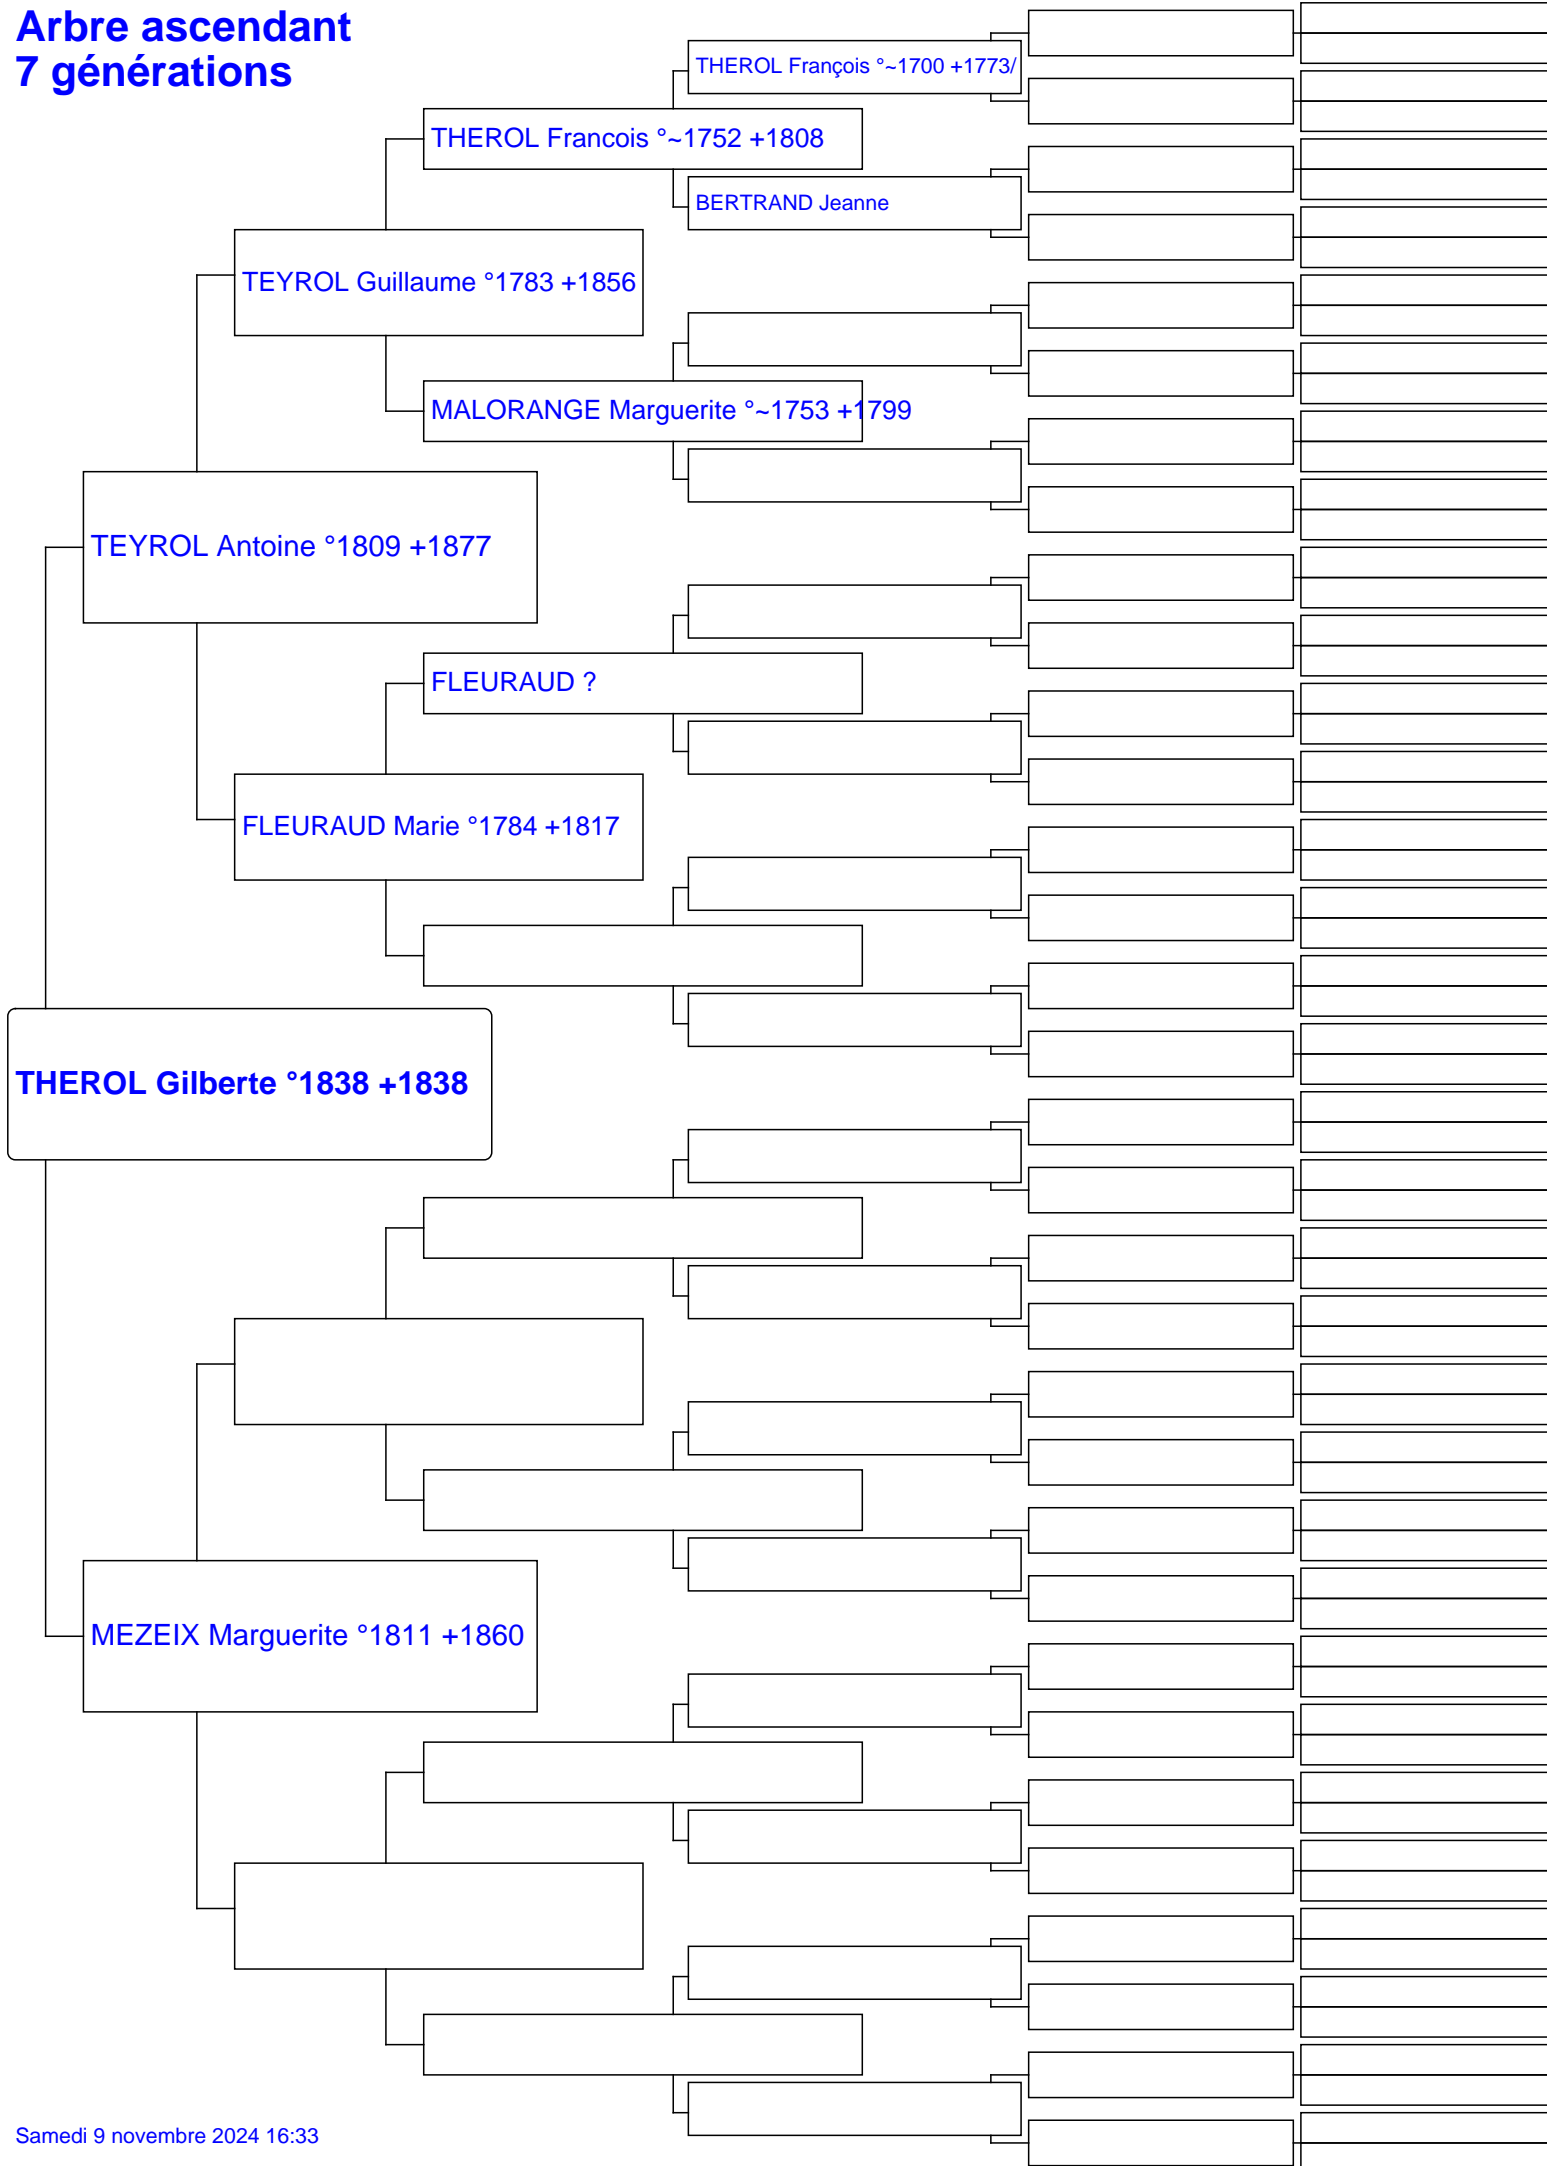 Arbre ascendant
7 générations
THEROL François °~1700 +1773/
THEROL Francois °~1752 +1808
BERTRAND Jeanne
TEYROL Guillaume °1783 +1856
MALORANGE Marguerite °~1753 +1799
TEYROL Antoine °1809 +1877
FLEURAUD ?
FLEURAUD Marie °1784 +1817
THEROL Gilberte °1838 +1838
MEZEIX Marguerite °1811 +1860
Samedi 9 novembre 2024 16:33